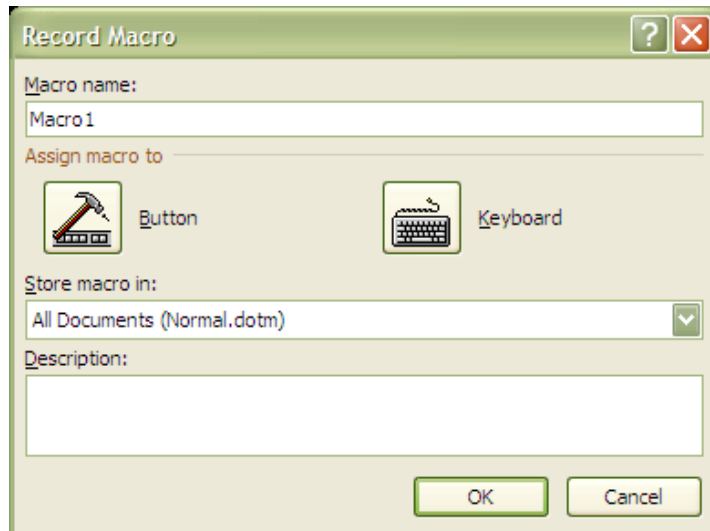 Record Macro
Macro name:
Macro1
Assign macro to
Button Keyboard
Store macro in:
All Documents (Normal.dotm)
Description:
OK Cancel